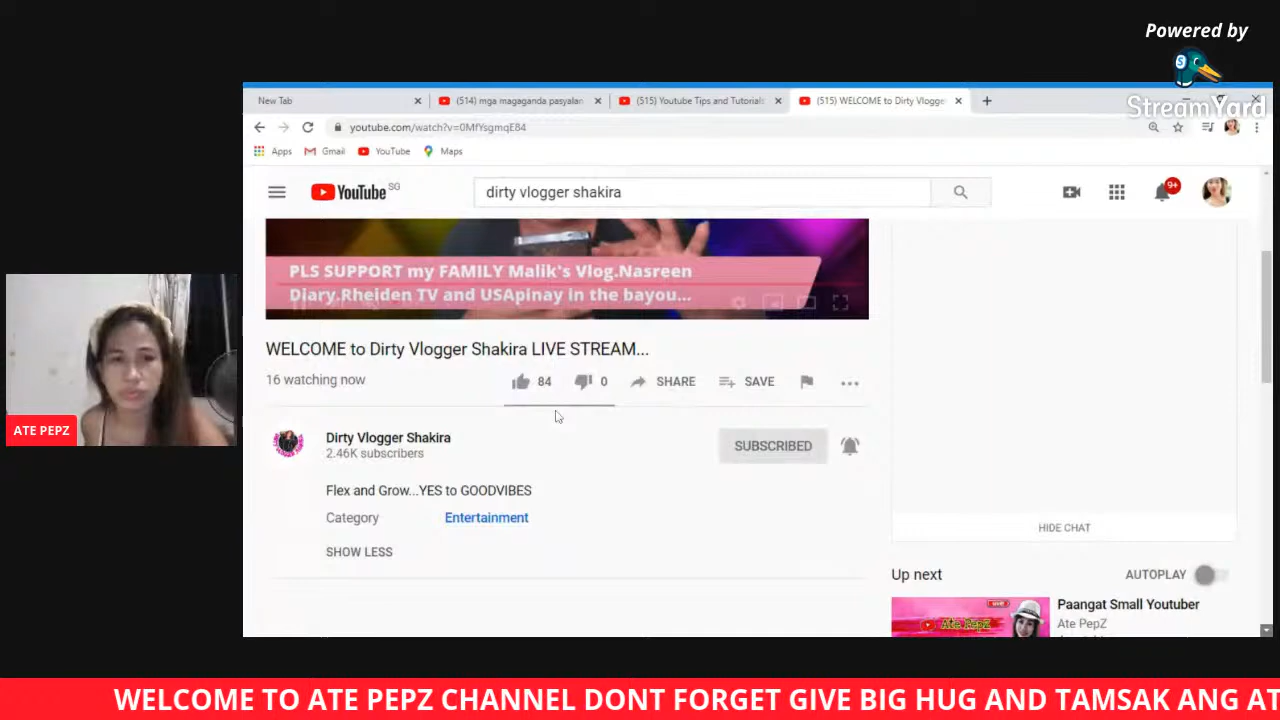 Powered by
StreamYard
New Tab
(514) mga magaganda pasyalan
(515) Youtube Tips and Tutorials
(515) WELCOME to Dirty Vlogger
youtube.com/watch?v=0MfYsgmqE84
Apps
Gmail
YouTube
Maps
YouTube SG
dirty vlogger shakira
9+
PLS SUPPORT my FAMILY Malik's Vlog.Nasreen
Diary.Rheiden TV and USApinay in the bayou...
WELCOME to Dirty Vlogger Shakira LIVE STREAM...
16 watching now
84
0
SHARE
SAVE
Dirty Vlogger Shakira
2.46K subscribers
SUBSCRIBED
Flex and Grow...YES to GOODVIBES
Category
Entertainment
SHOW LESS
HIDE CHAT
Up next
AUTOPLAY
LIVE
Ate PepZ
Paangat Small Youtuber
Ate PepZ
ATE PEPZ
WELCOME TO ATE PEPZ CHANNEL DONT FORGET GIVE BIG HUG AND TAMSAK ANG AT